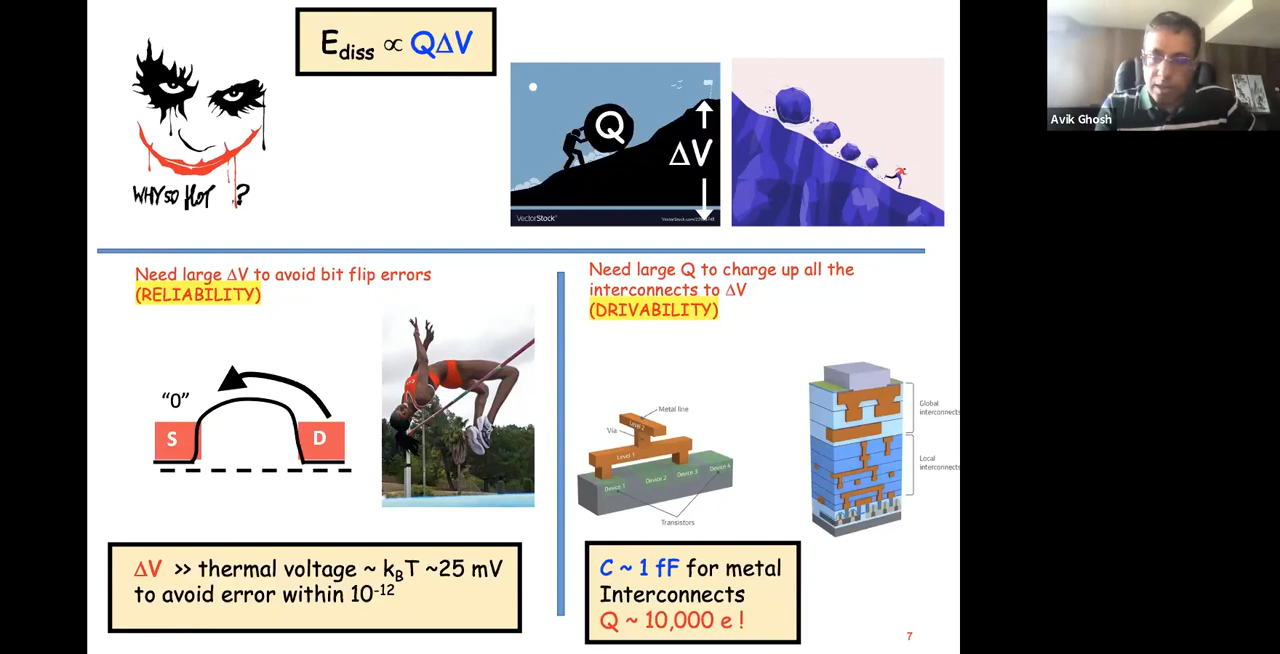 E_diss ∝ QΔV
WHY SO HOT ?
Q
ΔV
VectorStock®
Avik Ghosh
Need large ΔV to avoid bit flip errors
(RELIABILITY)
"0"
S
D
ΔV >> thermal voltage ~ k_BT ~25 mV
to avoid error within 10⁻¹²
Need large Q to charge up all the
interconnects to ΔV
(DRIVABILITY)
Metal line
Level 2
Via
Level 1
Device 1
Device 2
Device 3
Device 4
Transistors
Global
interconnects
Local
interconnects
C ~ 1 fF for metal
Interconnects
Q ~ 10,000 e !
7